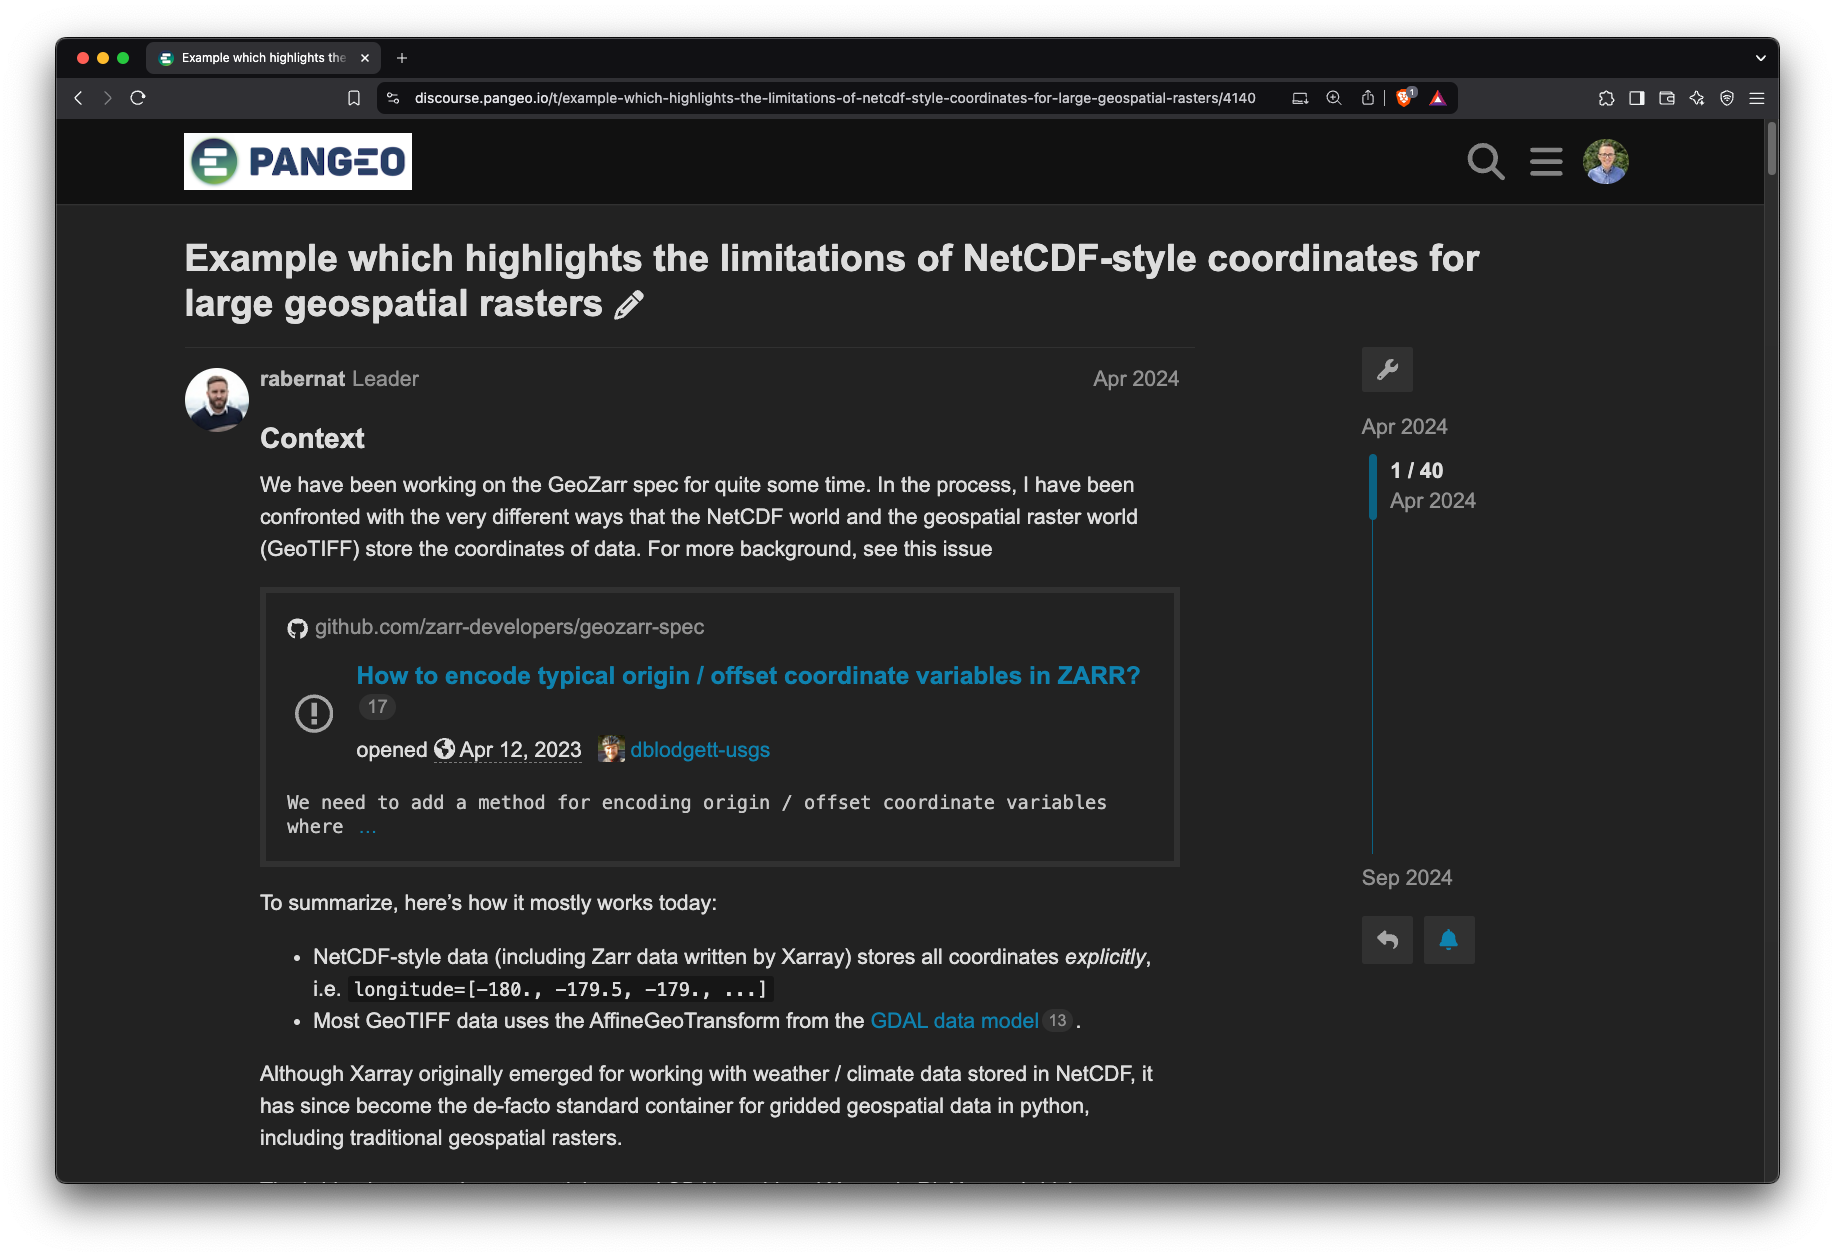 Example which highlights the
discourse.pangeo.io/t/example-which-highlights-the-limitations-of-netcdf-style-coordinates-for-large-geospatial-rasters/4140
1
PANGEO
Example which highlights the limitations of NetCDF-style coordinates for
large geospatial rasters
rabernat Leader
Apr 2024
Context
We have been working on the GeoZarr spec for quite some time. In the process, I have been
confronted with the very different ways that the NetCDF world and the geospatial raster world
(GeoTIFF) store the coordinates of data. For more background, see this issue
github.com/zarr-developers/geozarr-spec
How to encode typical origin / offset coordinate variables in ZARR?
17
opened Apr 12, 2023 dblodgett-usgs
We need to add a method for encoding origin / offset coordinate variables
where ...
To summarize, here’s how it mostly works today:
• NetCDF-style data (including Zarr data written by Xarray) stores all coordinates explicitly,
i.e. longitude=[-180., -179.5, -179., ...]
• Most GeoTIFF data uses the AffineGeoTransform from the GDAL data model 13 .
Although Xarray originally emerged for working with weather / climate data stored in NetCDF, it
has since become the de-facto standard container for gridded geospatial data in python,
including traditional geospatial rasters.
Apr 2024
1 / 40
Apr 2024
Sep 2024